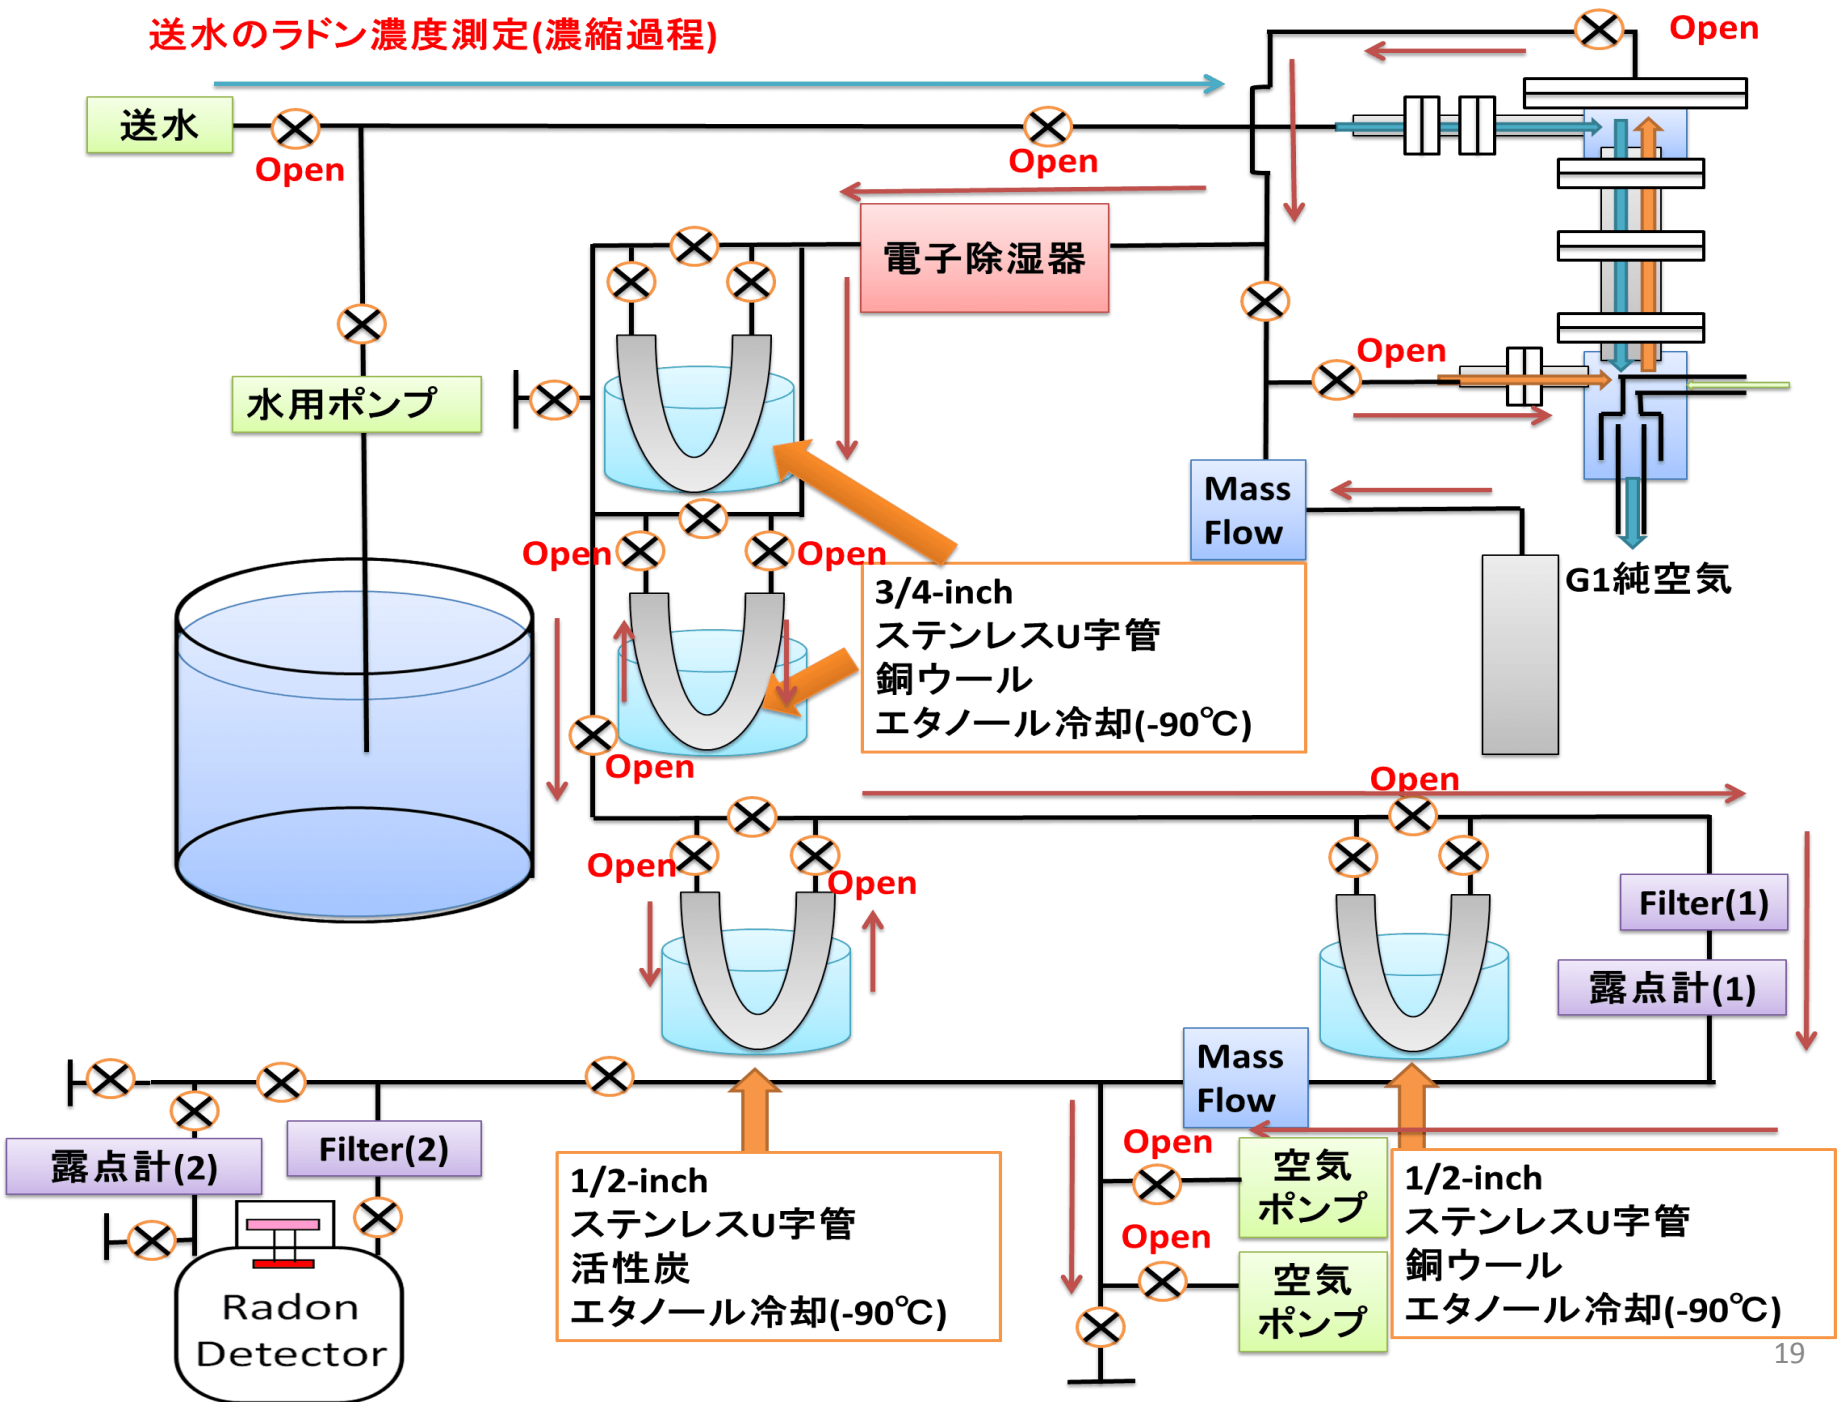 送水のラドン濃度測定(濃縮過程)
Open
送水
Open
Open
電子除湿器
Open
水用ポンプ
Mass
Flow
Open
Open
G1純空気
3/4-inch
ステンレスU字管
銅ウール
エタノール冷却(-90℃)
Open
Open
Open
Open
Filter(1)
露点計(1)
Mass
Flow
Open
空気
ポンプ
Filter(2)
露点計(2)
1/2-inch
ステンレスU字管
活性炭
エタノール冷却(-90℃)
1/2-inch
ステンレスU字管
銅ウール
エタノール冷却(-90℃)
Open
空気
ポンプ
Radon
Detector
19